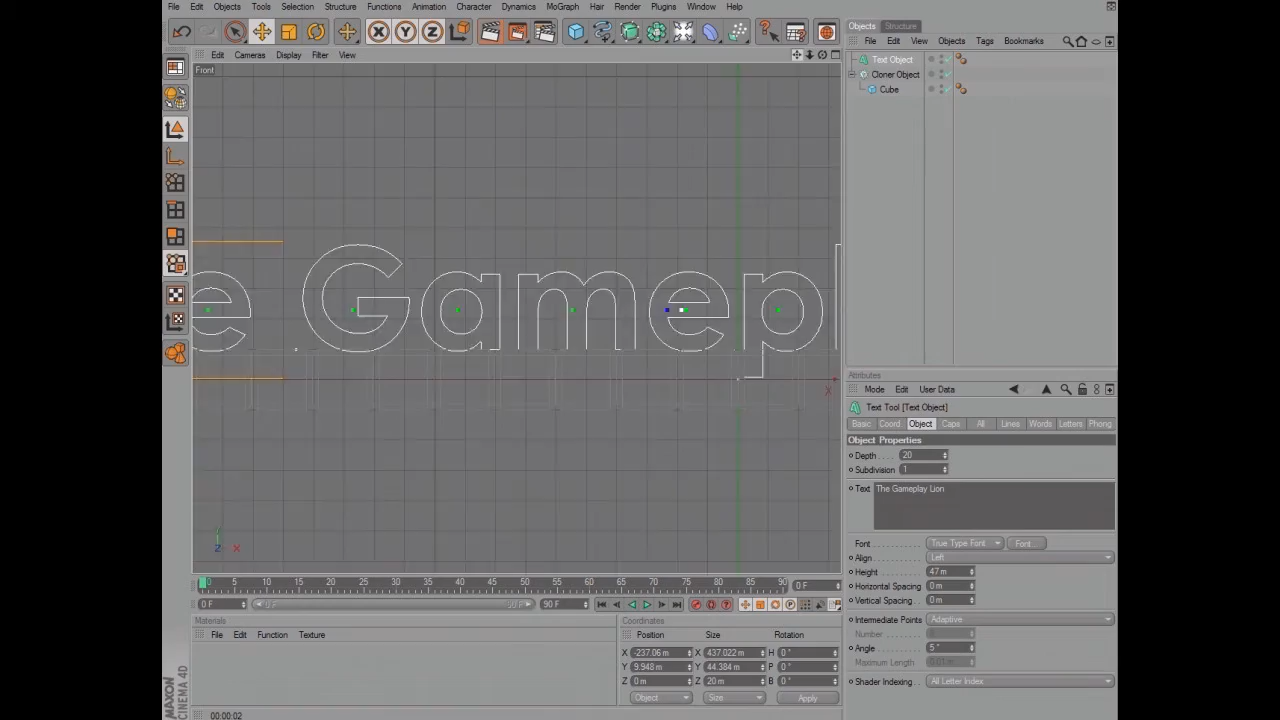 File Edit Objects Tools Selection Structure Functions Animation Character Dynamics MoGraph Hair Render Plugins Window Help
Objects Structure
File Edit View Objects Tags Bookmarks
Edit Cameras Display Filter View
Front
Text Object
Cloner Object
Cube
e Gamepl
X
Y
Z X
Attributes
Mode Edit User Data
Text Tool [Text Object]
Basic Coord Object Caps All Lines Words Letters Phong
Object Properties
Depth 20
Subdivision 1
Text The Gameplay Lion
Font True Type Font Font...
Align Left
Height 47 m
Horizontal Spacing 0 m
Vertical Spacing 0 m
Intermediate Points Adaptive
Number
Angle 5 °
Maximum Length 0.01 m
Shader Indexing All Letter Index
0 5 10 15 20 25 30 35 40 45 50 55 60 65 70 75 80 85 90 0 F
0 F 0 F 90 F 90 F
Materials
File Edit Function Texture
Coordinates
Position Size Rotation
X -237.06 m X 437.022 m H 0 °
Y 9.948 m Y 44.384 m P 0 °
Z 0 m Z 20 m B 0 °
Object Size Apply
MAXON CINEMA 4D
00:00:02